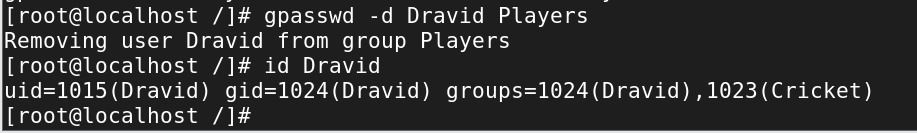 [root@localhost /]# gpasswd -d Dravid Players
Removing user Dravid from group Players
[root@localhost /]# id Dravid
uid=1015(Dravid) gid=1024(Dravid) groups=1024(Dravid),1023(Cricket)
[root@localhost /]#